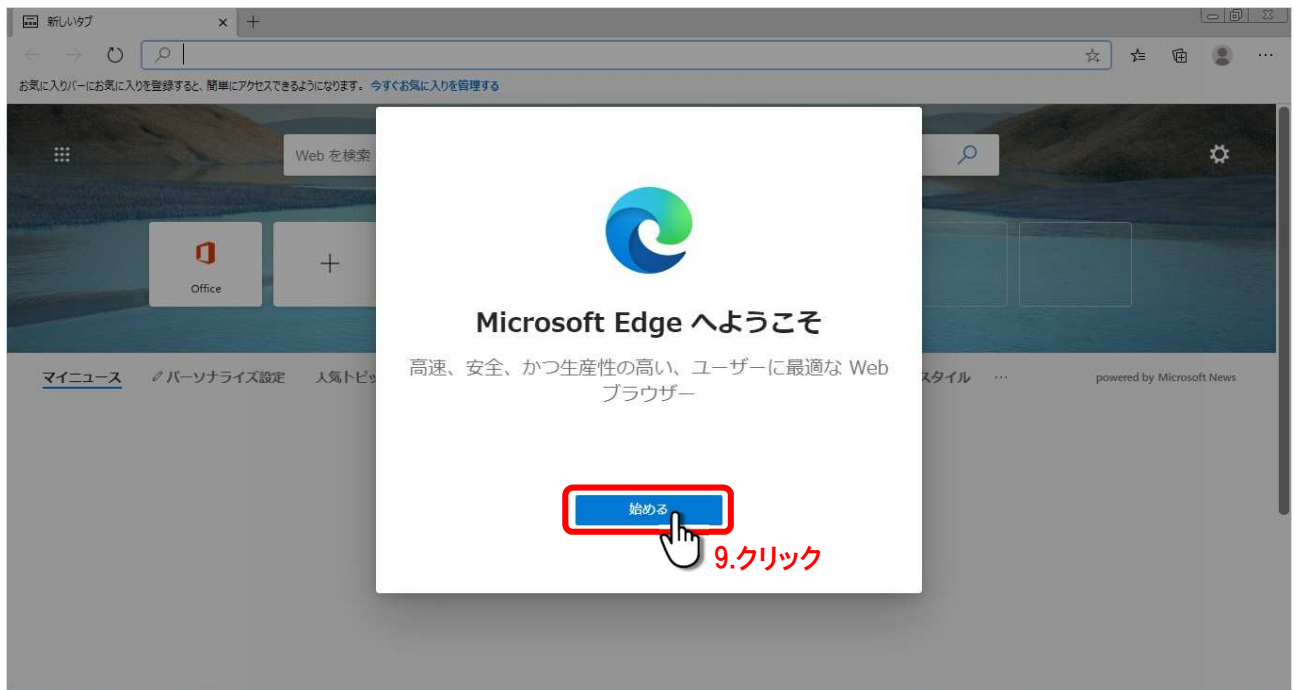 新しいタブ
お気に入りバーにお気に入りを登録すると、簡単にアクセスできるようになります。 今すぐお気に入りを管理する
Web を検索
Office
Microsoft Edge へようこそ
高速、安全、かつ生産性の高い、ユーザーに最適な Web
ブラウザー
マイニュース パーソナライズ設定 人気トピッ スタイル … powered by Microsoft News
始める
9.クリック